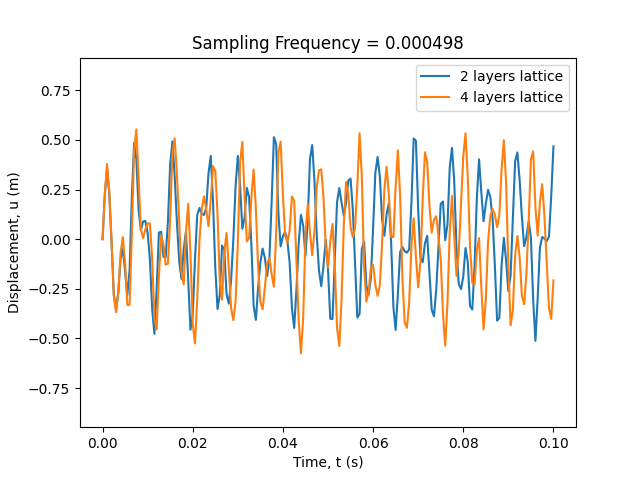 Sampling Frequency = 0.000498
2 layers lattice
4 layers lattice
0.75
0.50
0.25
0.00
−0.25
−0.50
−0.75
Displacement, u (m)
0.00
0.02
0.04
0.06
0.08
0.10
Time, t (s)